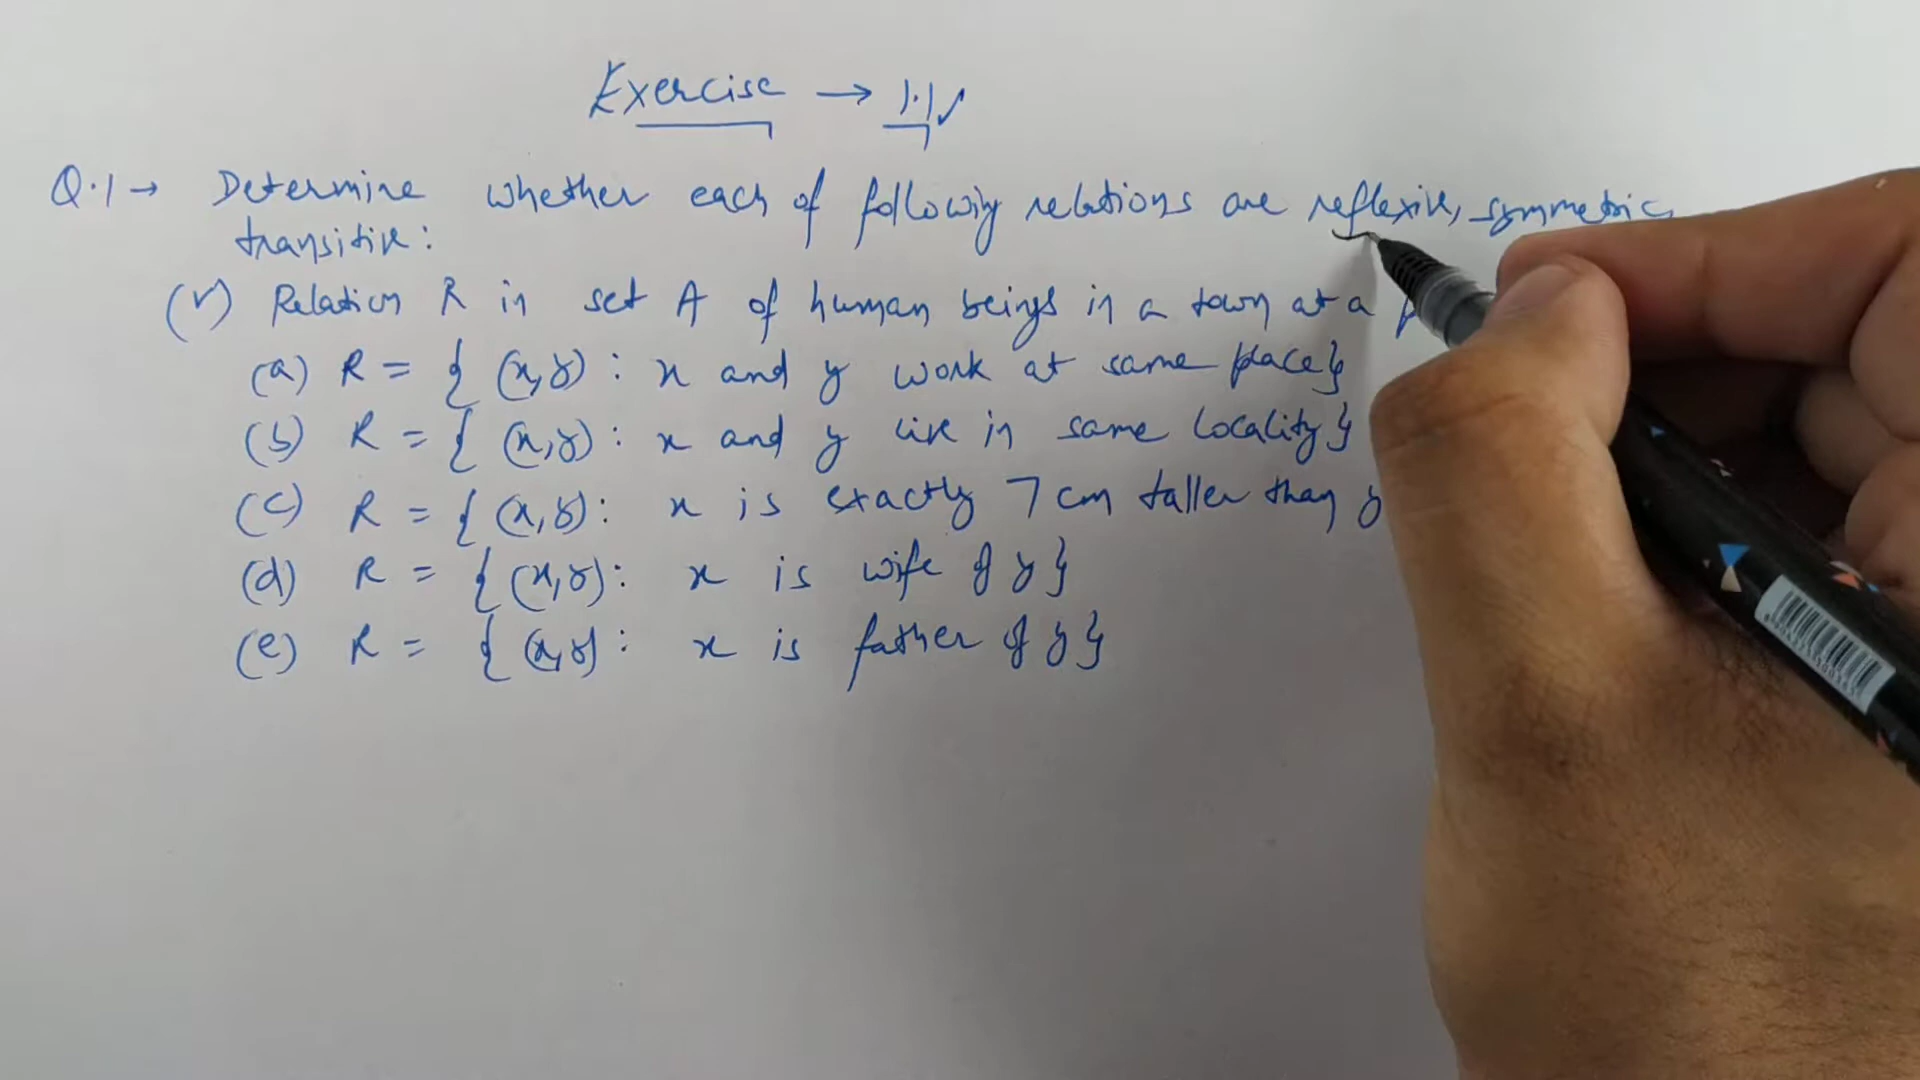 Exercise → 1.1✓
Q.1 → Determine whether each of following relations are reflexive, symmetric
transitive:
(v) Relation R in set A of human beings in a town at a
(a) R = { (x,y) : x and y work at same place}
(b) R = { (x,y) : x and y live in same locality}
(c) R = { (x,y) : x is exactly 7 cm taller than y
(d) R = { (x,y) : x is wife of y}
(e) R = { (x,y) : x is father of y}